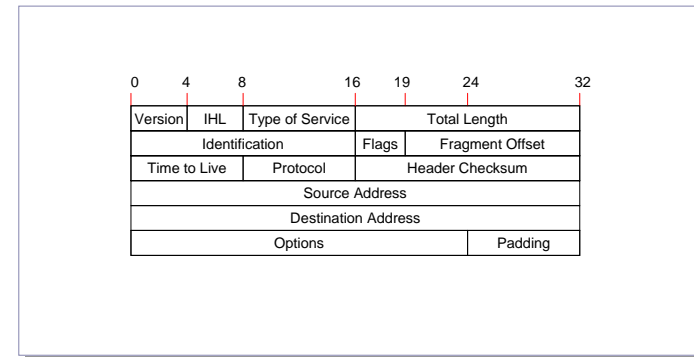 0 4 8 16 19 24 32
Version IHL Type of Service Total Length
Identification Flags Fragment Offset
Time to Live Protocol Header Checksum
Source Address
Destination Address
Options Padding